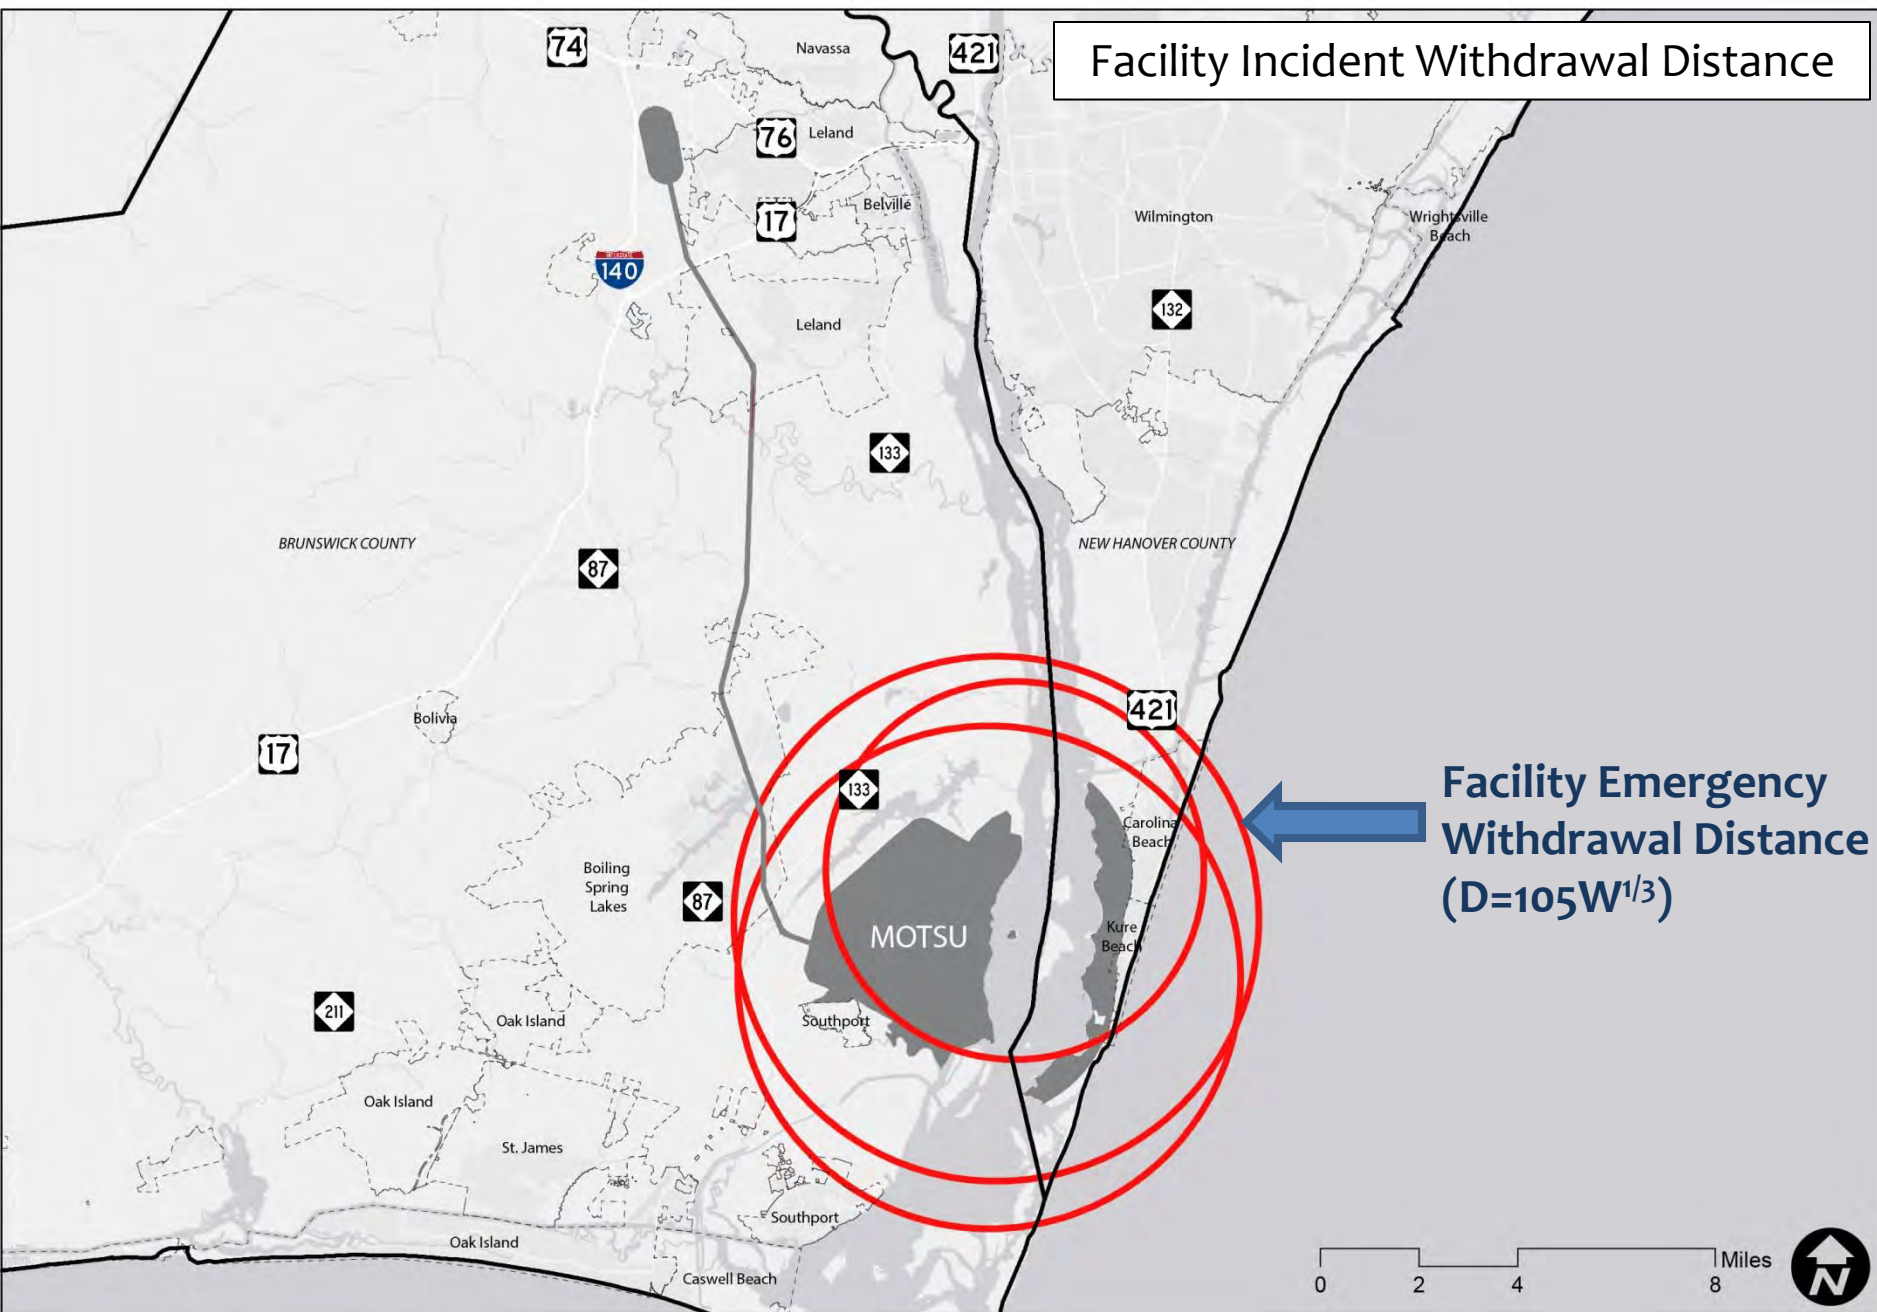 Facility Incident Withdrawal Distance
74
Navassa
421
76
Leland
17
Belville
Wilmington
Wrightsville
Beach
INTERSTATE
140
132
Leland
133
BRUNSWICK COUNTY
NEW HANOVER COUNTY
87
Bolivia
17
421
133
Facility Emergency
Withdrawal Distance
(D=105W1/3)
Carolina
Beach
Boiling
Spring
Lakes
87
MOTSU
Kure
Beach
211
Oak Island
Southport
Oak Island
St. James
Southport
Oak Island
Caswell Beach
Miles
0 2 4 8
N